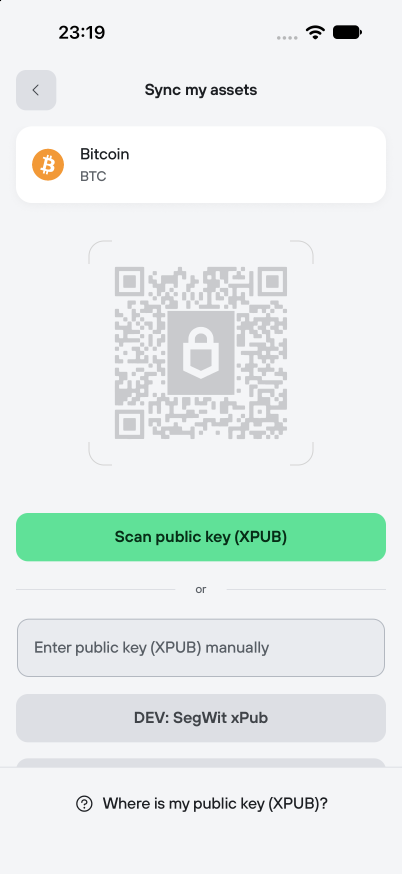 23:19
Sync my assets
Bitcoin
BTC
Scan public key (XPUB)
or
Enter public key (XPUB) manually
DEV: SegWit xPub
Where is my public key (XPUB)?